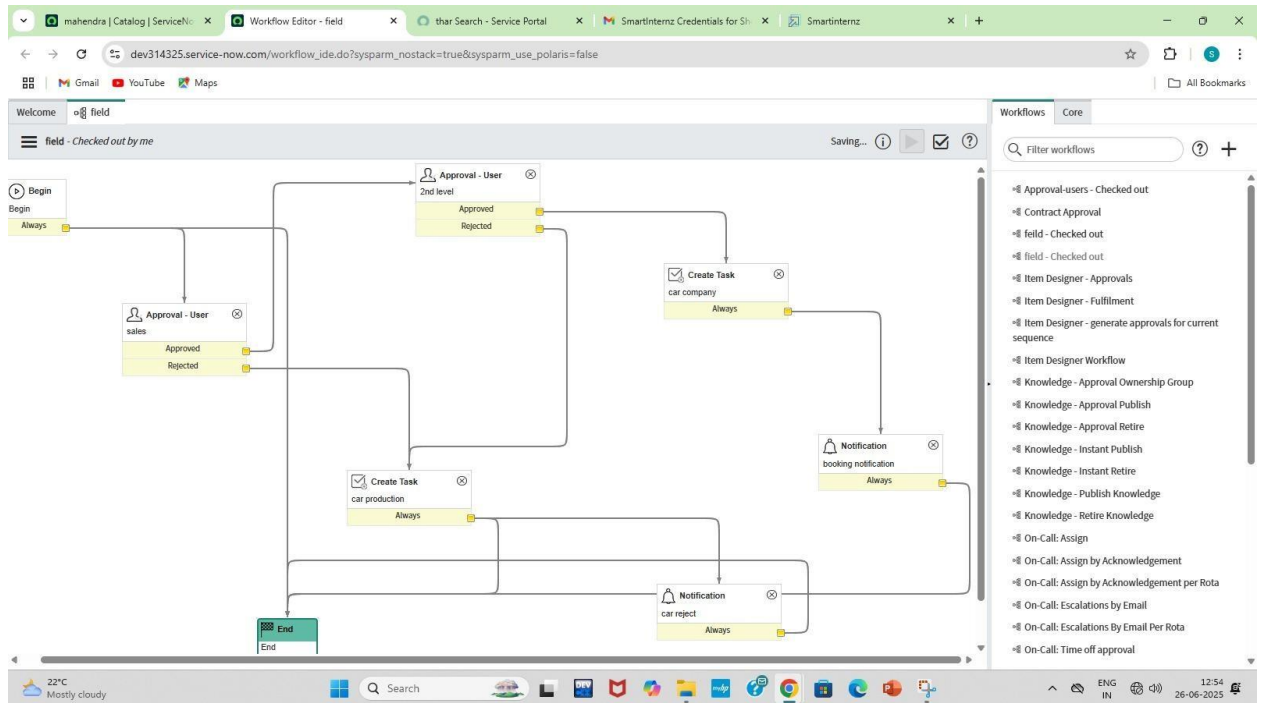 mahendra | Catalog | ServiceNo
Workflow Editor - field
thar Search - Service Portal
SmartInternz Credentials for Sh
Smartinternz
dev314325.service-now.com/workflow_ide.do?sysparm_nostack=true&sysparm_use_polaris=false
S
Gmail
YouTube
Maps
All Bookmarks
Welcome
field
Workflows
Core
field - Checked out by me
Saving...
Filter workflows
Begin
Begin
Always
Approval - User
2nd level
Approved
Rejected
Create Task
car company
Always
Approval - User
sales
Approved
Rejected
Notification
booking notification
Always
Create Task
car production
Always
Notification
car reject
Always
End
End
Approval-users - Checked out
Contract Approval
feild - Checked out
field - Checked out
Item Designer - Approvals
Item Designer - Fulfilment
Item Designer - generate approvals for current
sequence
Item Designer Workflow
Knowledge - Approval Ownership Group
Knowledge - Approval Publish
Knowledge - Approval Retire
Knowledge - Instant Publish
Knowledge - Instant Retire
Knowledge - Publish Knowledge
Knowledge - Retire Knowledge
On-Call: Assign
On-Call: Assign by Acknowledgement
On-Call: Assign by Acknowledgement per Rota
On-Call: Escalations by Email
On-Call: Escalations By Email Per Rota
On-Call: Time off approval
22°C
Mostly cloudy
Search
ENG
IN
12:54
26-06-2025